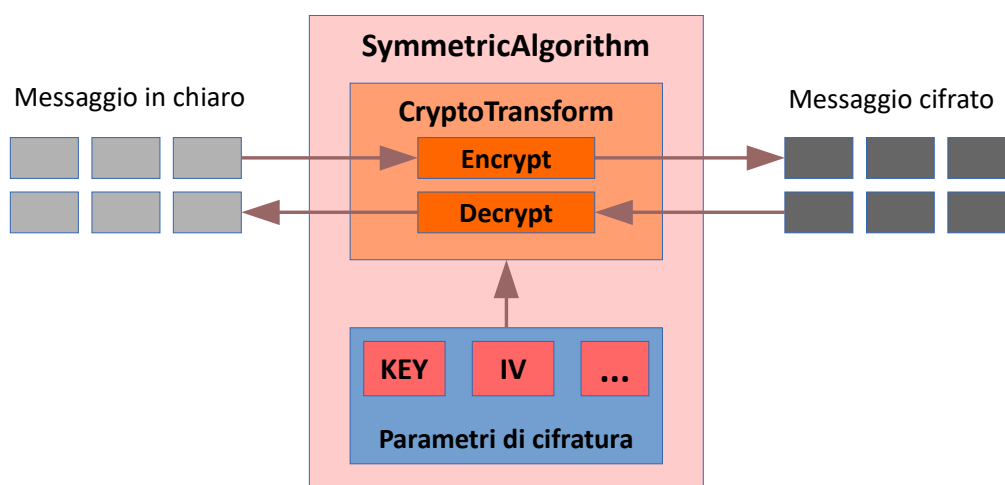 SymmetricAlgorithm
Messaggio in chiaro
CryptoTransform
Messaggio cifrato
Encrypt
Decrypt
KEY IV ...
Parametri di cifratura